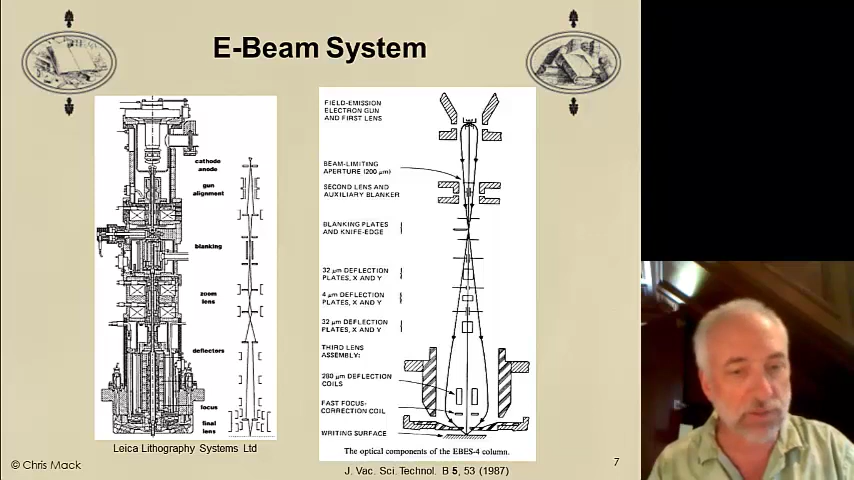 E-Beam System
cathode
anode
gun
alignment
blanking
zoom
lens
deflectors
focus
final
lens
Leica Lithography Systems Ltd
FIELD-EMISSION
ELECTRON GUN
AND FIRST LENS
BEAM-LIMITING
APERTURE (200 µm)
SECOND LENS AND
AUXILIARY BLANKER
BLANKING PLATES
AND KNIFE-EDGE
32 µm DEFLECTION
PLATES, X AND Y
4 µm DEFLECTION
PLATES, X AND Y
32 µm DEFLECTION
PLATES, X AND Y
THIRD LENS
ASSEMBLY:
280 µm DEFLECTION
COILS
FAST FOCUS-
CORRECTION COIL
WRITING SURFACE
The optical components of the EBES-4 column.
J. Vac. Sci. Technol. B 5, 53 (1987)
© Chris Mack
7